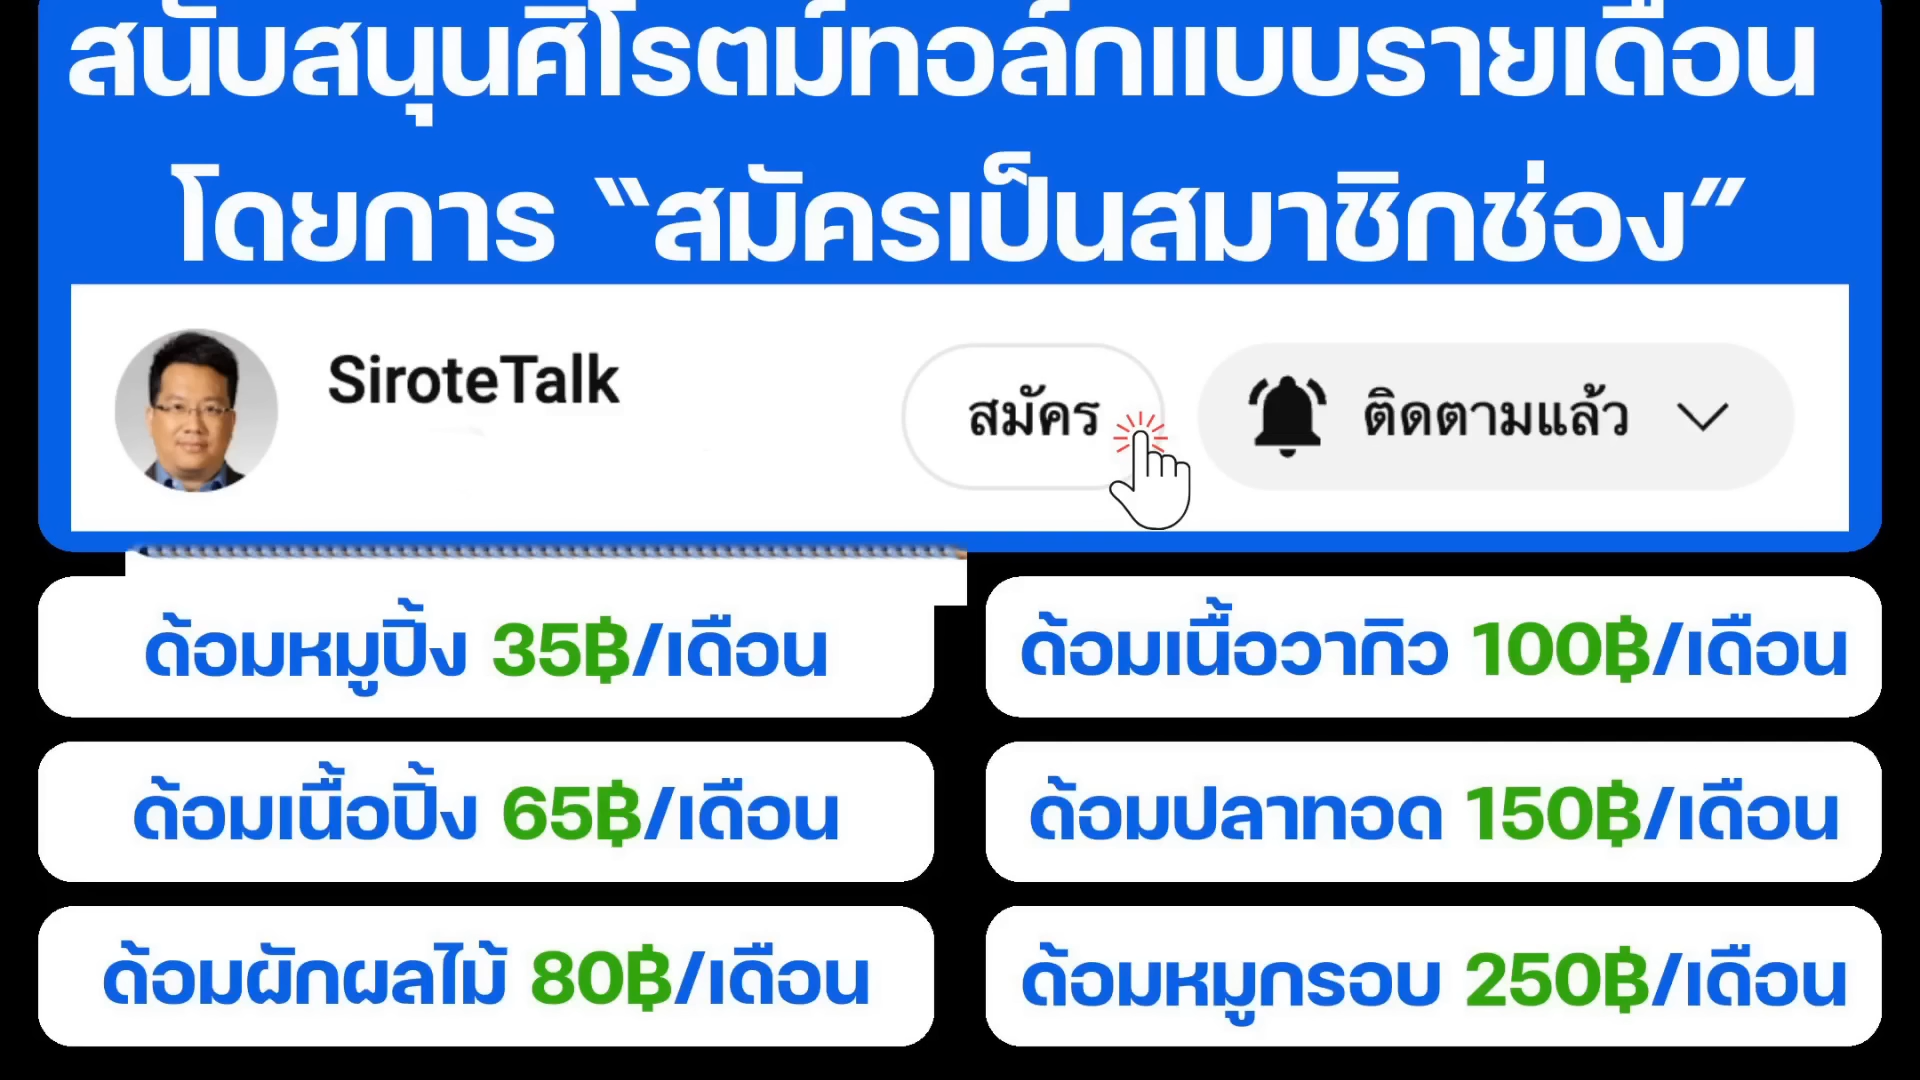 สนับสนุนศิโรตม์ทอล์กแบบรายเดือน
โดยการ “สมัครเป็นสมาชิกช่อง”
SiroteTalk
สมัคร
ติดตามแล้ว
ด้อมหมูปิ้ง 35฿/เดือน
ด้อมเนื้อวากิว 100฿/เดือน
ด้อมเนื้อปิ้ง 65฿/เดือน
ด้อมปลาทอด 150฿/เดือน
ด้อมผักผลไม้ 80฿/เดือน
ด้อมหมูกรอบ 250฿/เดือน